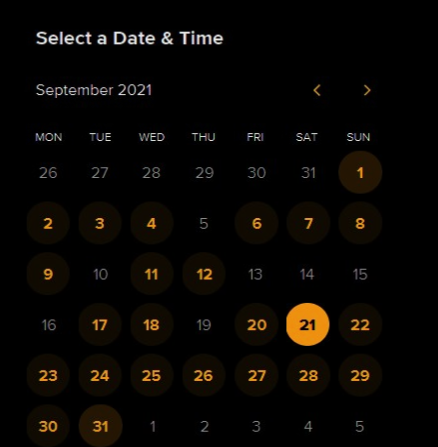 Select a Date & Time
September 2021
MON TUE WED THU FRI SAT SUN
26 27 28 29 30 31 1
2 3 4 5 6 7 8
9 10 11 12 13 14 15
16 17 18 19 20 21 22
23 24 25 26 27 28 29
30 31 1 2 3 4 5